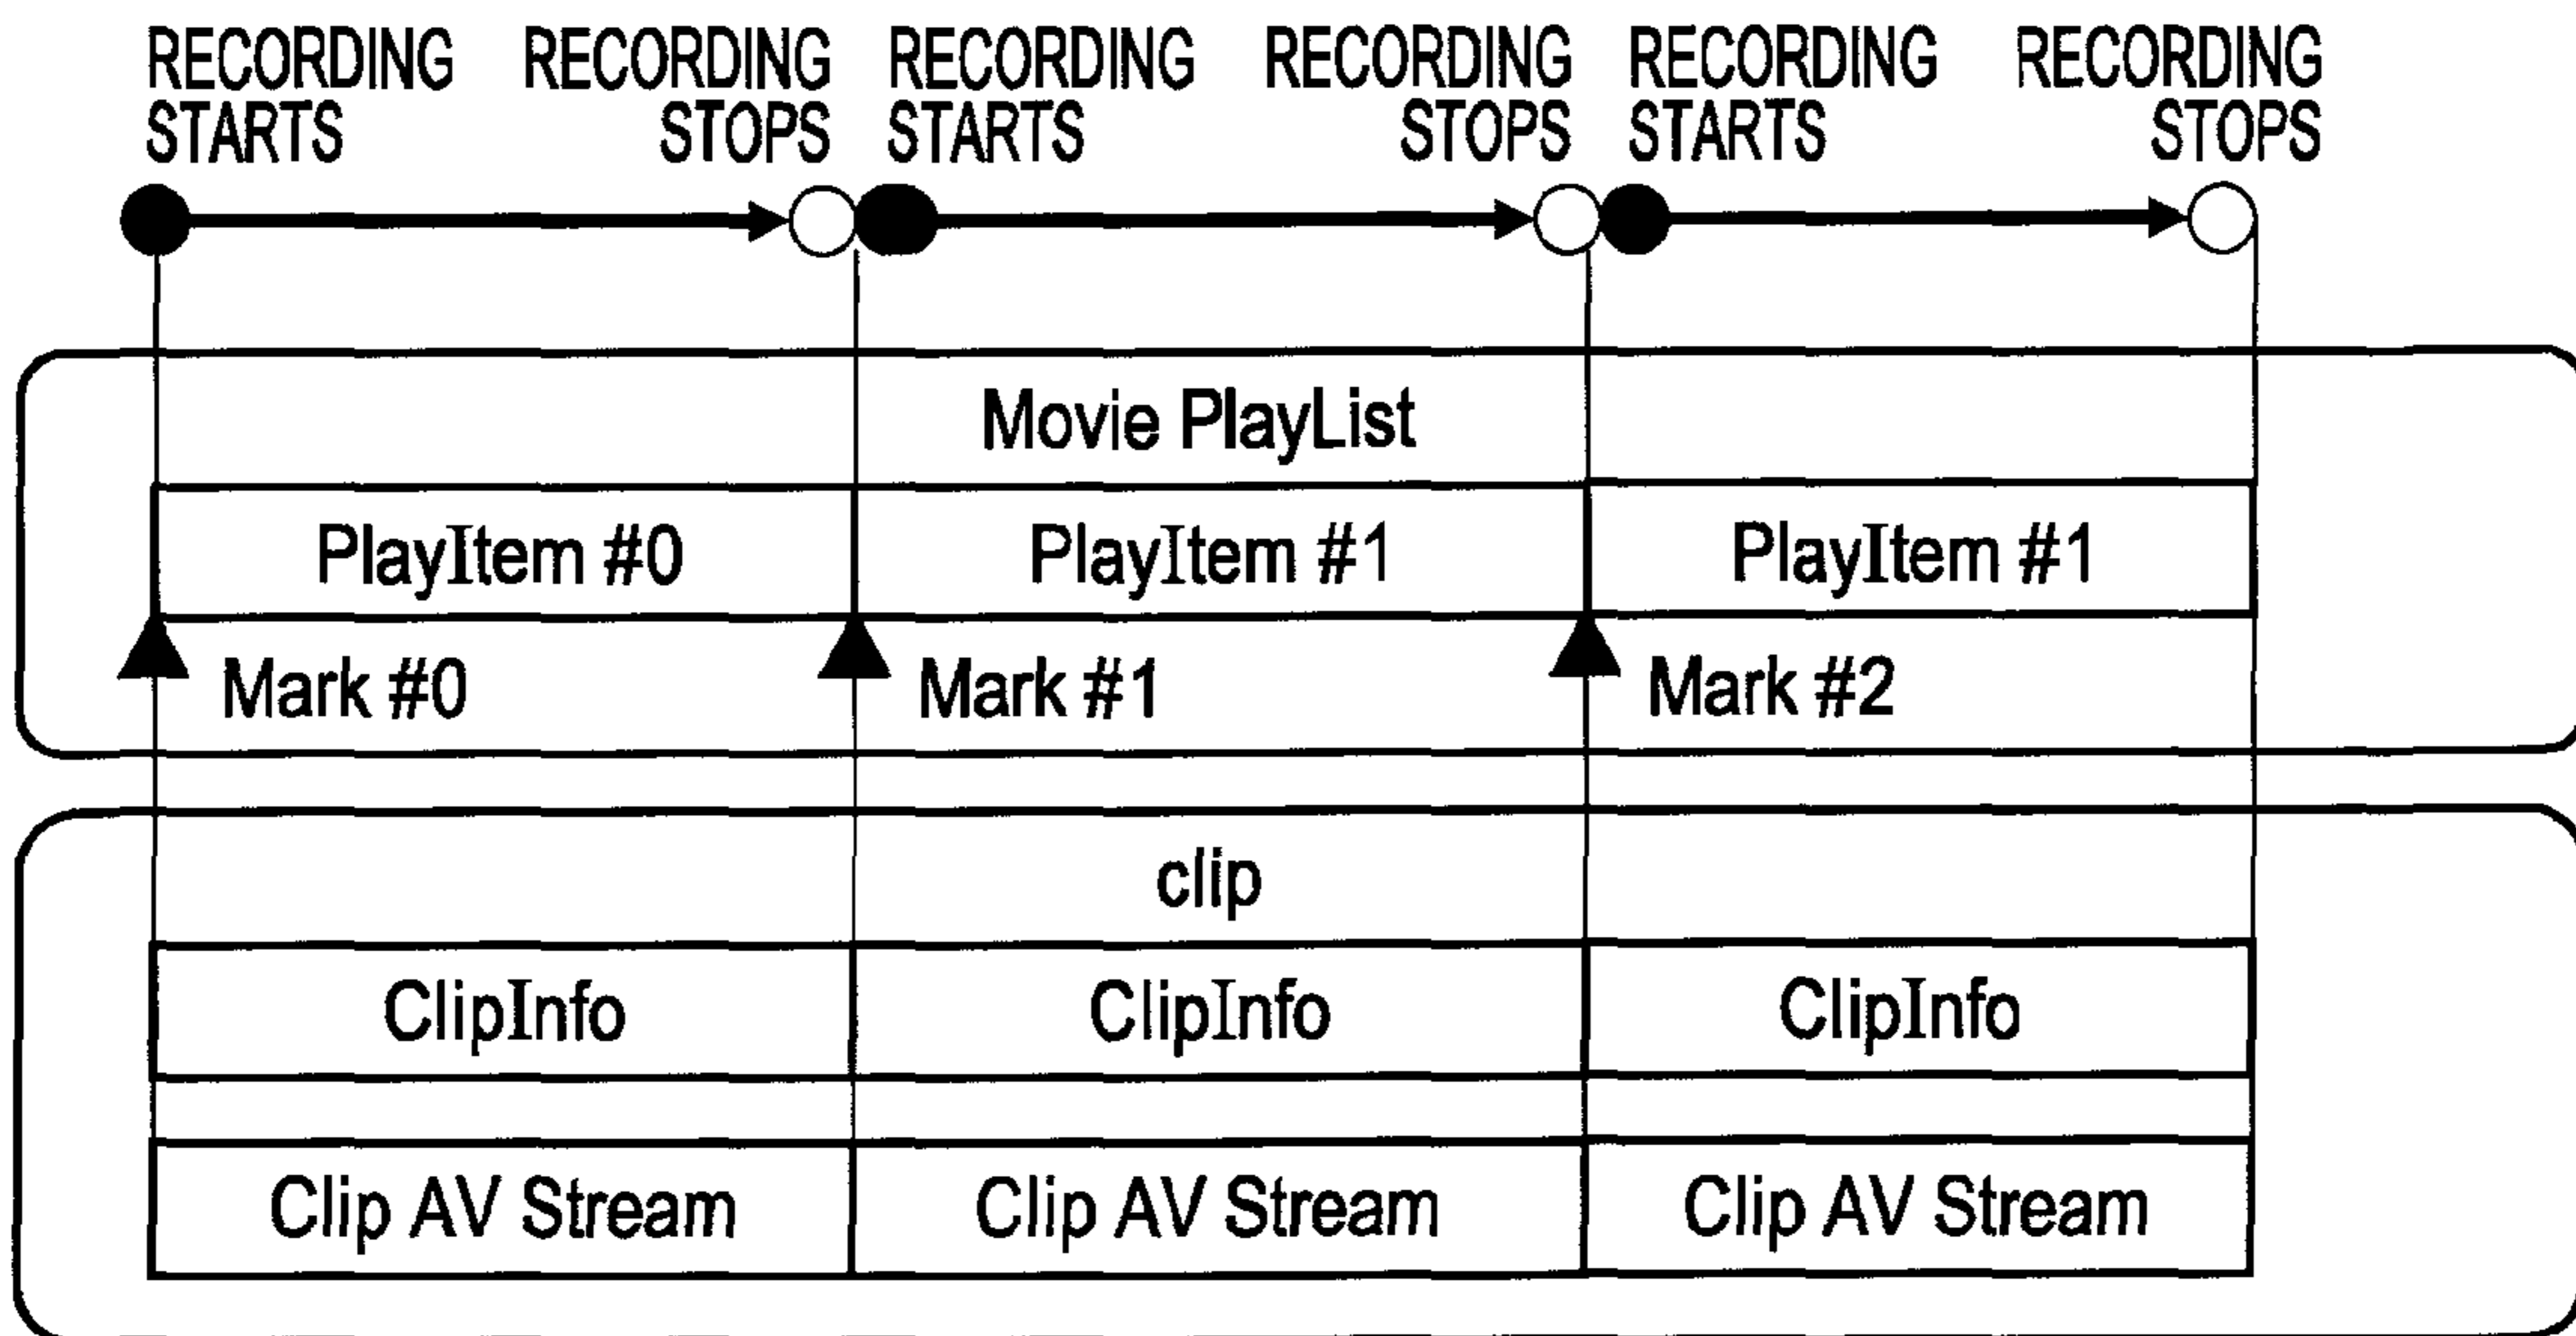 RECORDING RECORDING RECORDING RECORDING RECORDING RECORDING
STARTS STOPS STARTS STOPS STARTS STOPS
Movie PlayList
PlayItem #0 PlayItem #1 PlayItem #1
Mark #0 Mark #1 Mark #2
clip
ClipInfo ClipInfo ClipInfo
Clip AV Stream Clip AV Stream Clip AV Stream